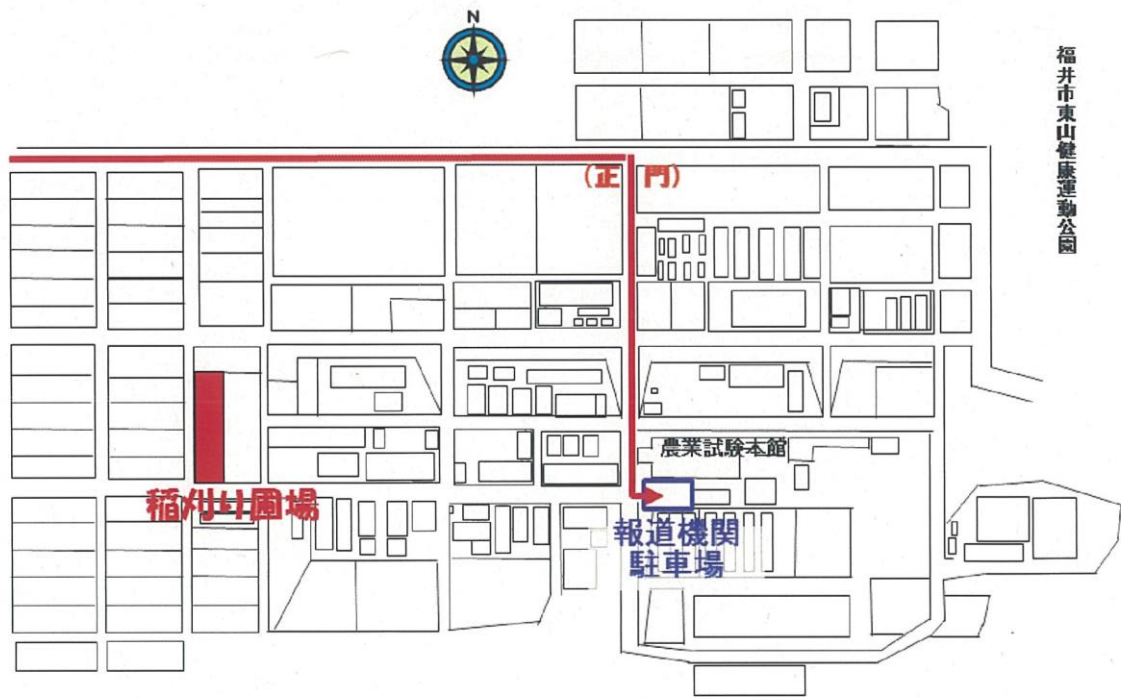 N
福井市東山健康運動公園
(正 門)
農業試験本館
稲刈り圃場
報道機関
駐車場